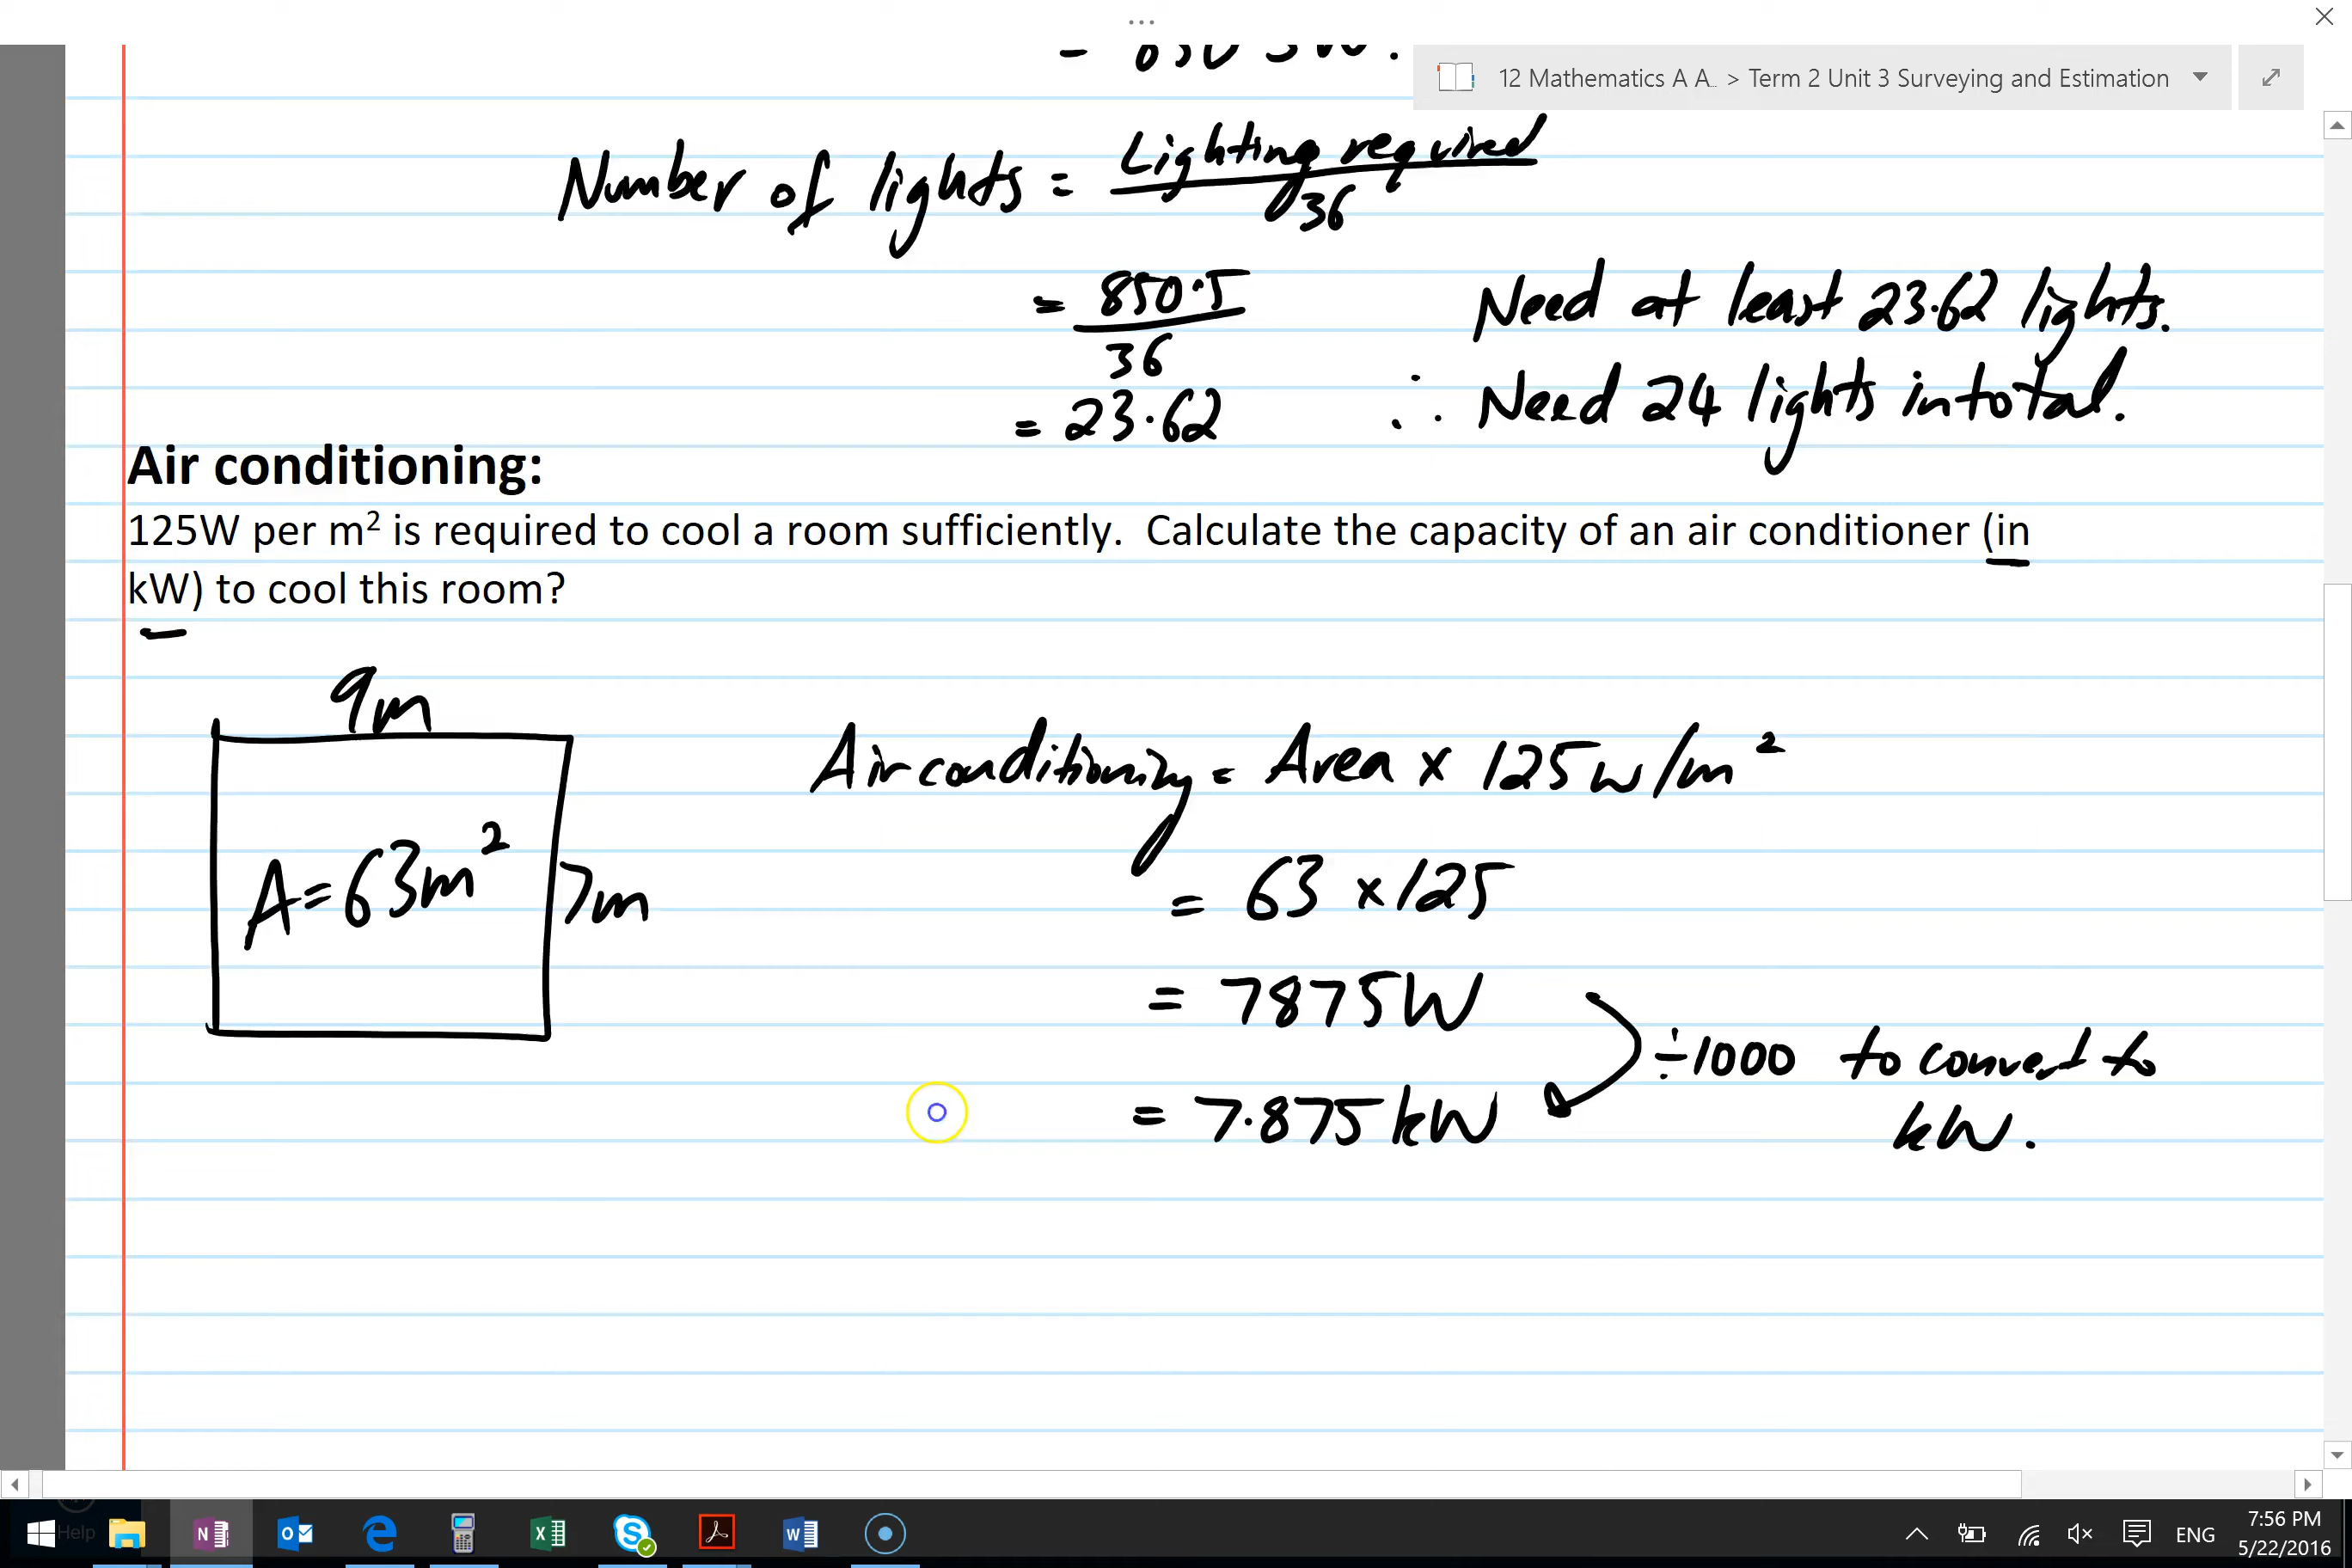 12 Mathematics A A... > Term 2 Unit 3 Surveying and Estimation
Number of lights = Lighting required
36
= 850.5
36
= 23.62
Need at least 23.62 lights.
∴ Need 24 lights in total.
Air conditioning:
125W per m² is required to cool a room sufficiently. Calculate the capacity of an air conditioner (in
kW) to cool this room?
9m
A = 63m²
7m
Air conditioning = Area × 125w/m²
= 63 × 125
= 7875W
÷1000 to convert to
kW.
= 7.875 kW
Help
ENG
7:56 PM
5/22/2016